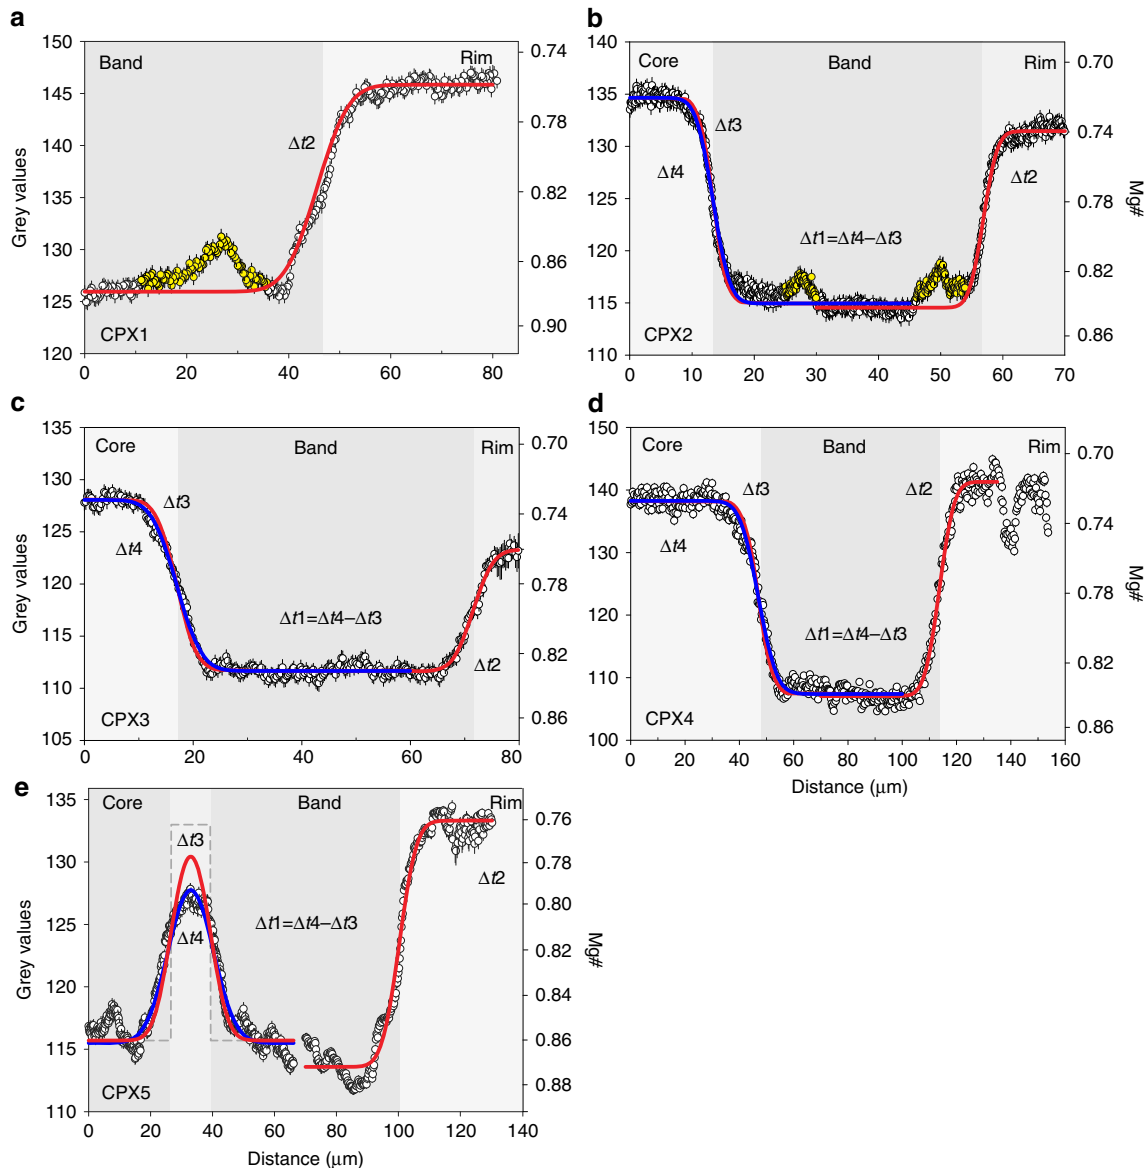 a
150
145
140
135
130
125
120
Grey values
Band
Rim
Δt2
CPX1
0.74
0.78
0.82
0.86
0.90
0 20 40 60 80
b
140
135
130
125
120
115
110
Core Band Rim
Δt3
Δt4
Δt2
Δt1=Δt4–Δt3
CPX2
0.70
0.74
0.78
0.82
0.86
Mg#
0 10 20 30 40 50 60 70
c
135
130
125
120
115
110
105
Grey values
Core Band Rim
Δt3
Δt4
Δt1=Δt4–Δt3
Δt2
CPX3
0.70
0.74
0.78
0.82
0.86
0 20 40 60 80
d
150
140
130
120
110
100
Core Band Rim
Δt3 Δt2
Δt4
Δt1=Δt4–Δt3
CPX4
0.70
0.74
0.78
0.82
0.86
Mg#
0 20 40 60 80 100 120 140 160
Distance (μm)
e
135
130
125
120
115
110
Grey values
Core Band Rim
Δt3
Δt2
Δt4
Δt1=Δt4–Δt3
CPX5
0.76
0.78
0.80
0.82
0.84
0.86
0.88
Mg#
0 20 40 60 80 100 120 140
Distance (μm)